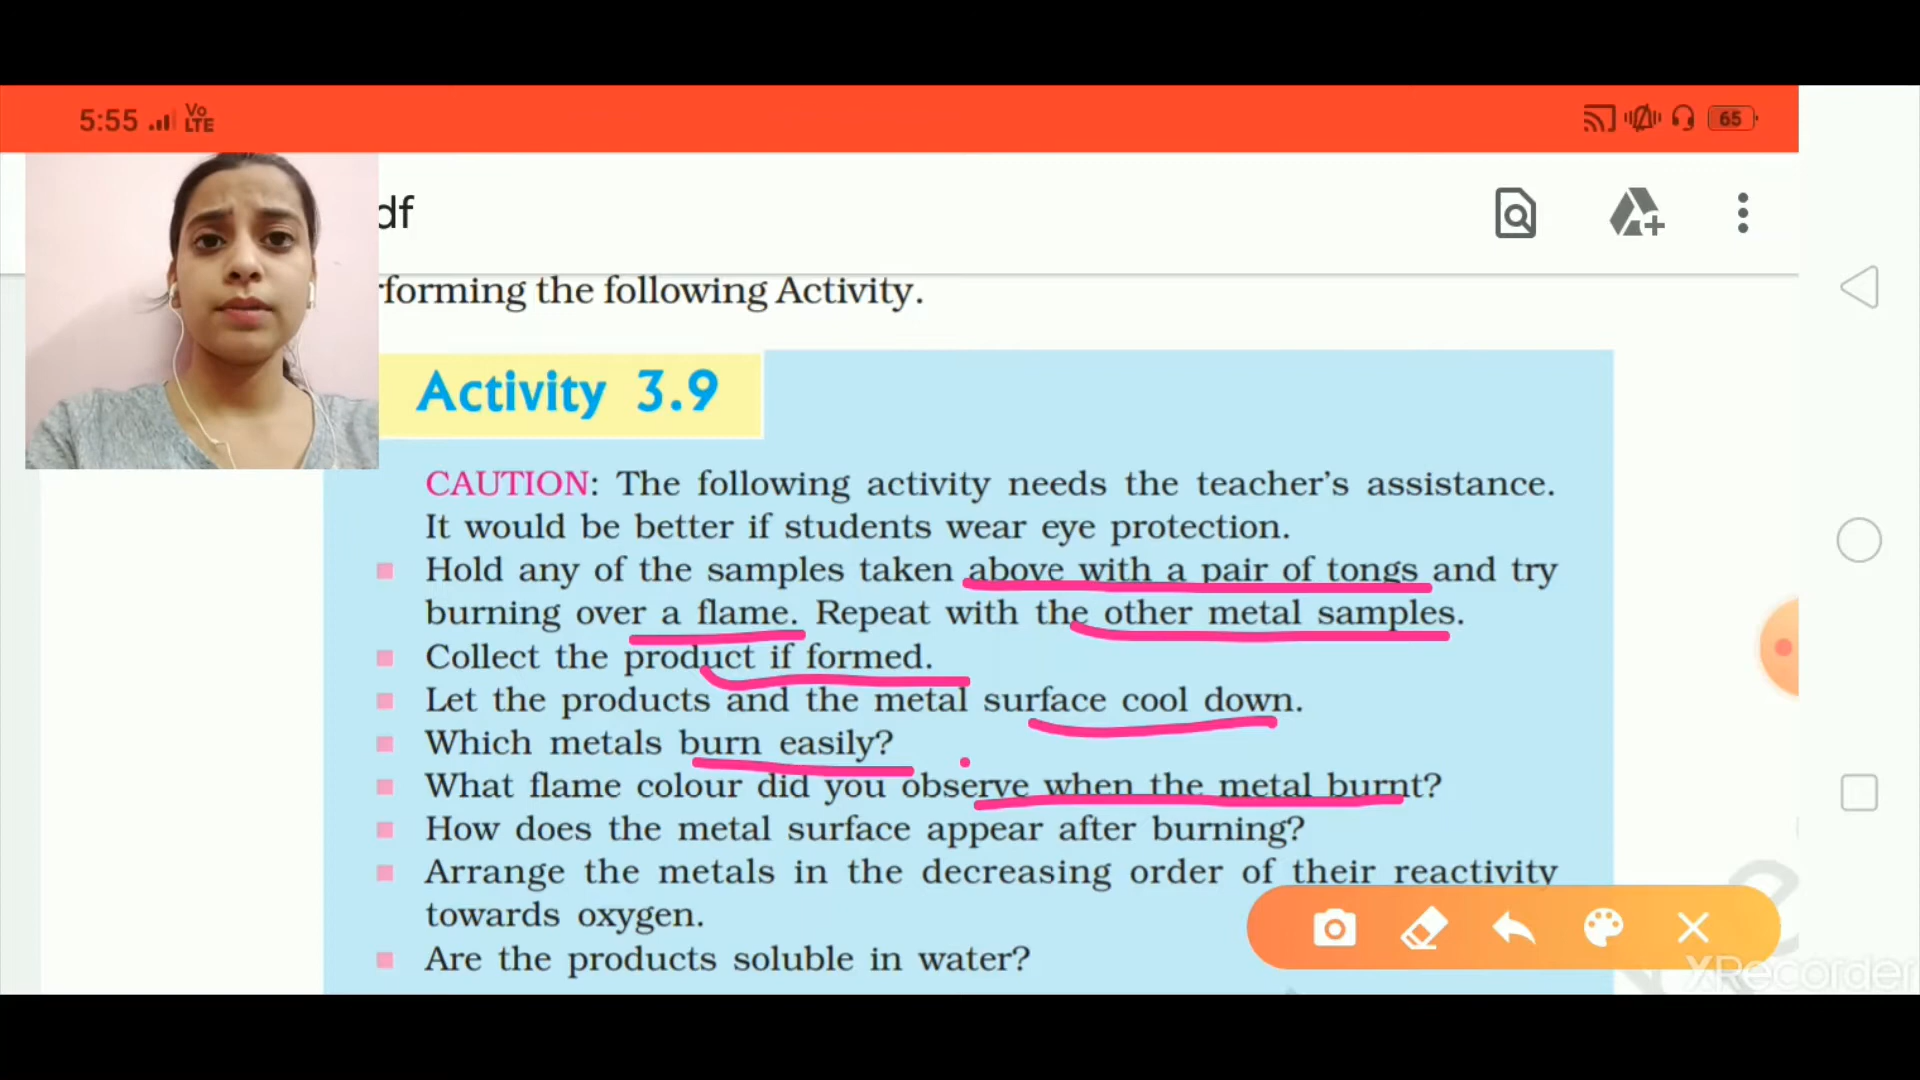 5:55 Vo LTE 65
df
rforming the following Activity.
Activity 3.9
CAUTION: The following activity needs the teacher's assistance.
It would be better if students wear eye protection.
Hold any of the samples taken above with a pair of tongs and try
burning over a flame. Repeat with the other metal samples.
Collect the product if formed.
Let the products and the metal surface cool down.
Which metals burn easily?
What flame colour did you observe when the metal burnt?
How does the metal surface appear after burning?
Arrange the metals in the decreasing order of their reactivity
towards oxygen.
Are the products soluble in water?
XRecorder